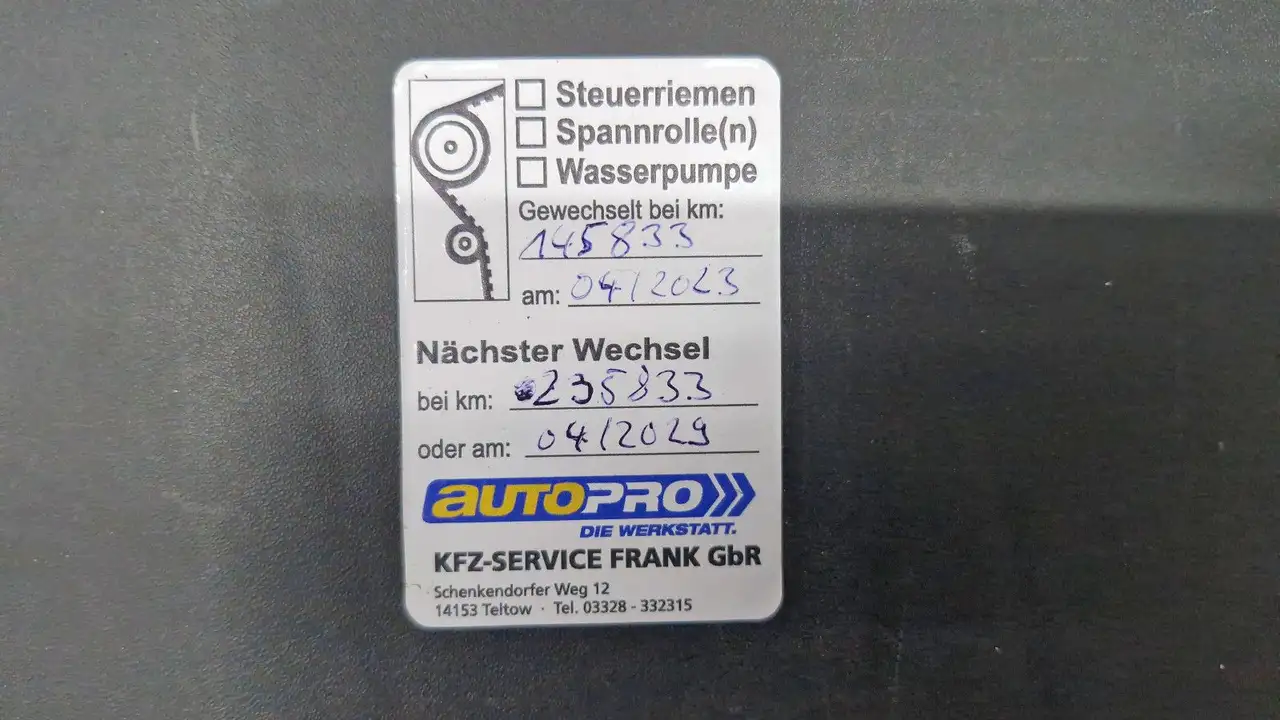 Steuerriemen
Spannrolle(n)
Wasserpumpe
Gewechselt bei km:
145833
am: 04/2023
Nächster Wechsel
bei km: 235833
oder am: 04/2029
AUTOPRO
DIE WERKSTATT.
KFZ-SERVICE FRANK GbR
Schenkendorfer Weg 12
14153 Teltow · Tel. 03328 - 332315